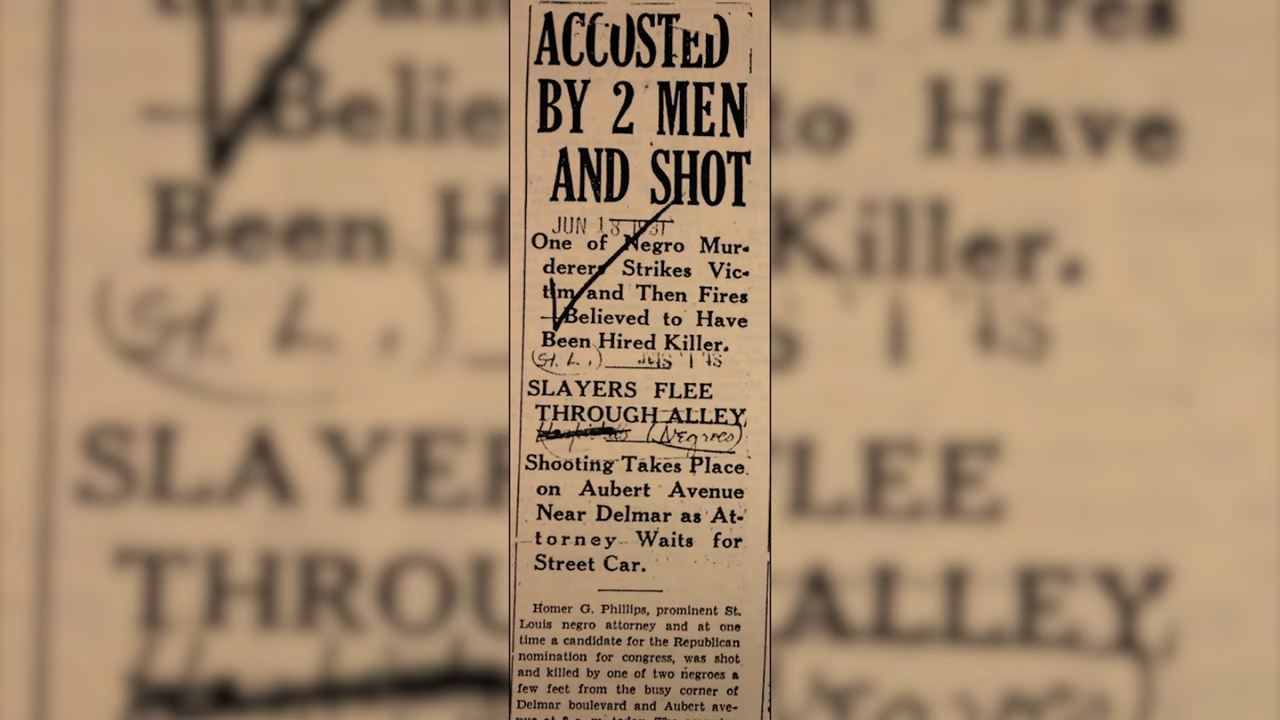 ACCOSTED
BY 2 MEN
AND SHOT
JUN 18 1931
One of Negro Mur-
derers Strikes Vic-
tim and Then Fires
—Believed to Have
Been Hired Killer.
(St. L.)
SLAYERS FLEE
THROUGH ALLEY
(Negroes)
Shooting Takes Place
on Aubert Avenue
Near Delmar as At-
torney Waits for
Street Car.
Homer G. Phillips, prominent St.
Louis negro attorney and at one
time a candidate for the Republican
nomination for congress, was shot
and killed by one of two negroes a
few feet from the busy corner of
Delmar boulevard and Aubert ave-